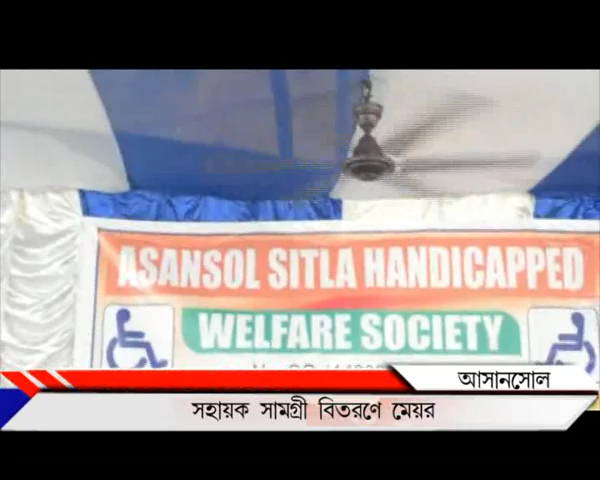 ASANSOL SITLA HANDICAPPED
WELFARE SOCIETY
আসানসোল
সহায়ক সামগ্রী বিতরণে মেয়র